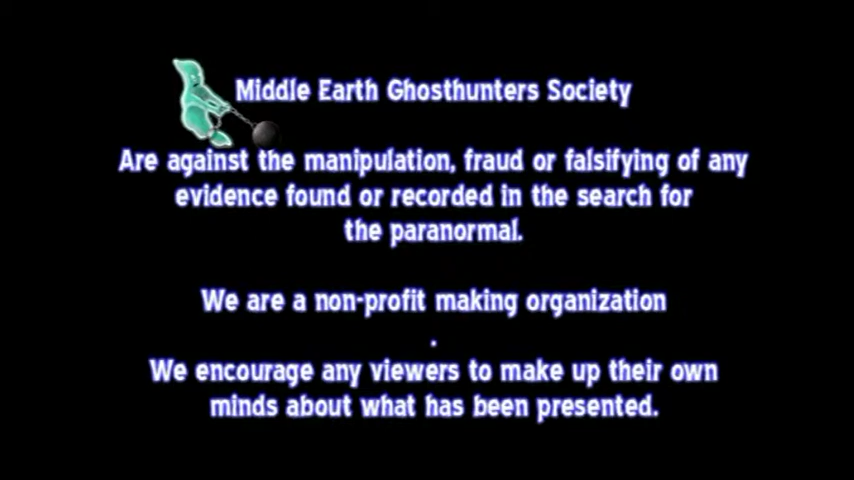 Middle Earth Ghosthunters Society
Are against the manipulation, fraud or falsifying of any
evidence found or recorded in the search for
the paranormal.
We are a non-profit making organization
.
We encourage any viewers to make up their own
minds about what has been presented.